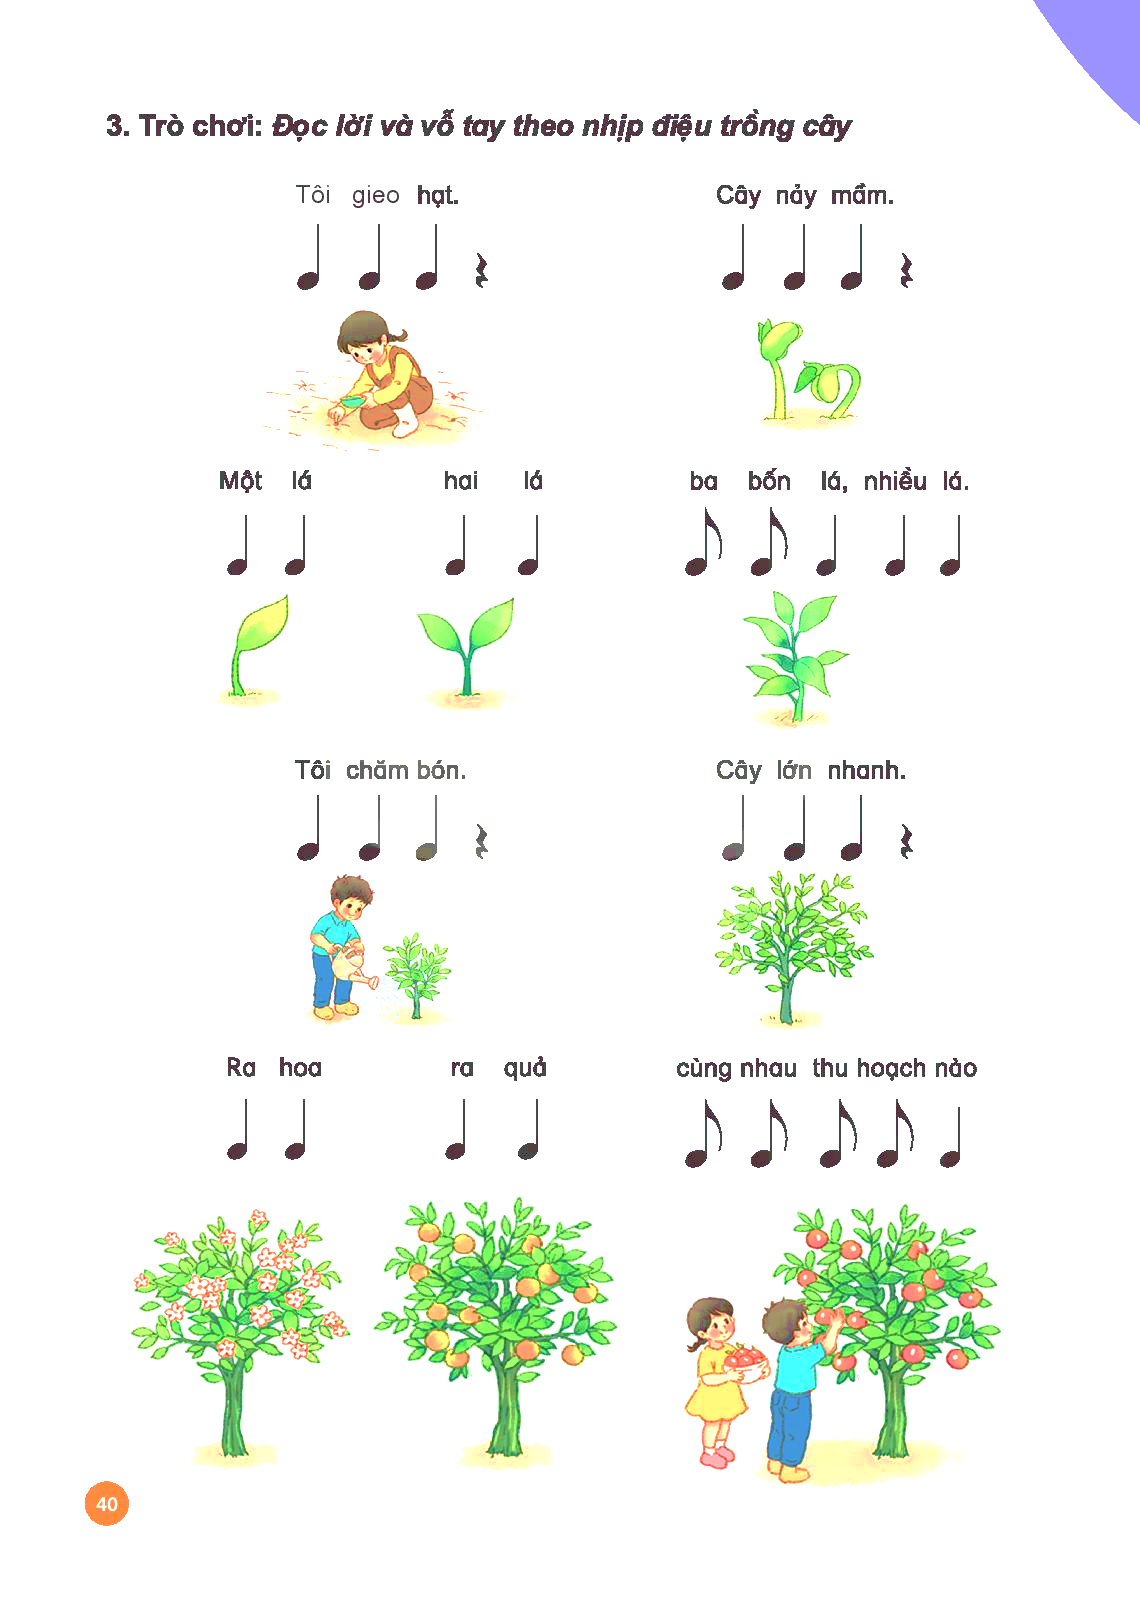 3. Trò chơi: Đọc lời và vỗ tay theo nhịp điệu trồng cây
Tôi gieo hạt. Cây nảy mầm.
Một lá hai lá ba bốn lá, nhiều lá.
Tôi chăm bón. Cây lớn nhanh.
Ra hoa ra quả cùng nhau thu hoạch nào
40